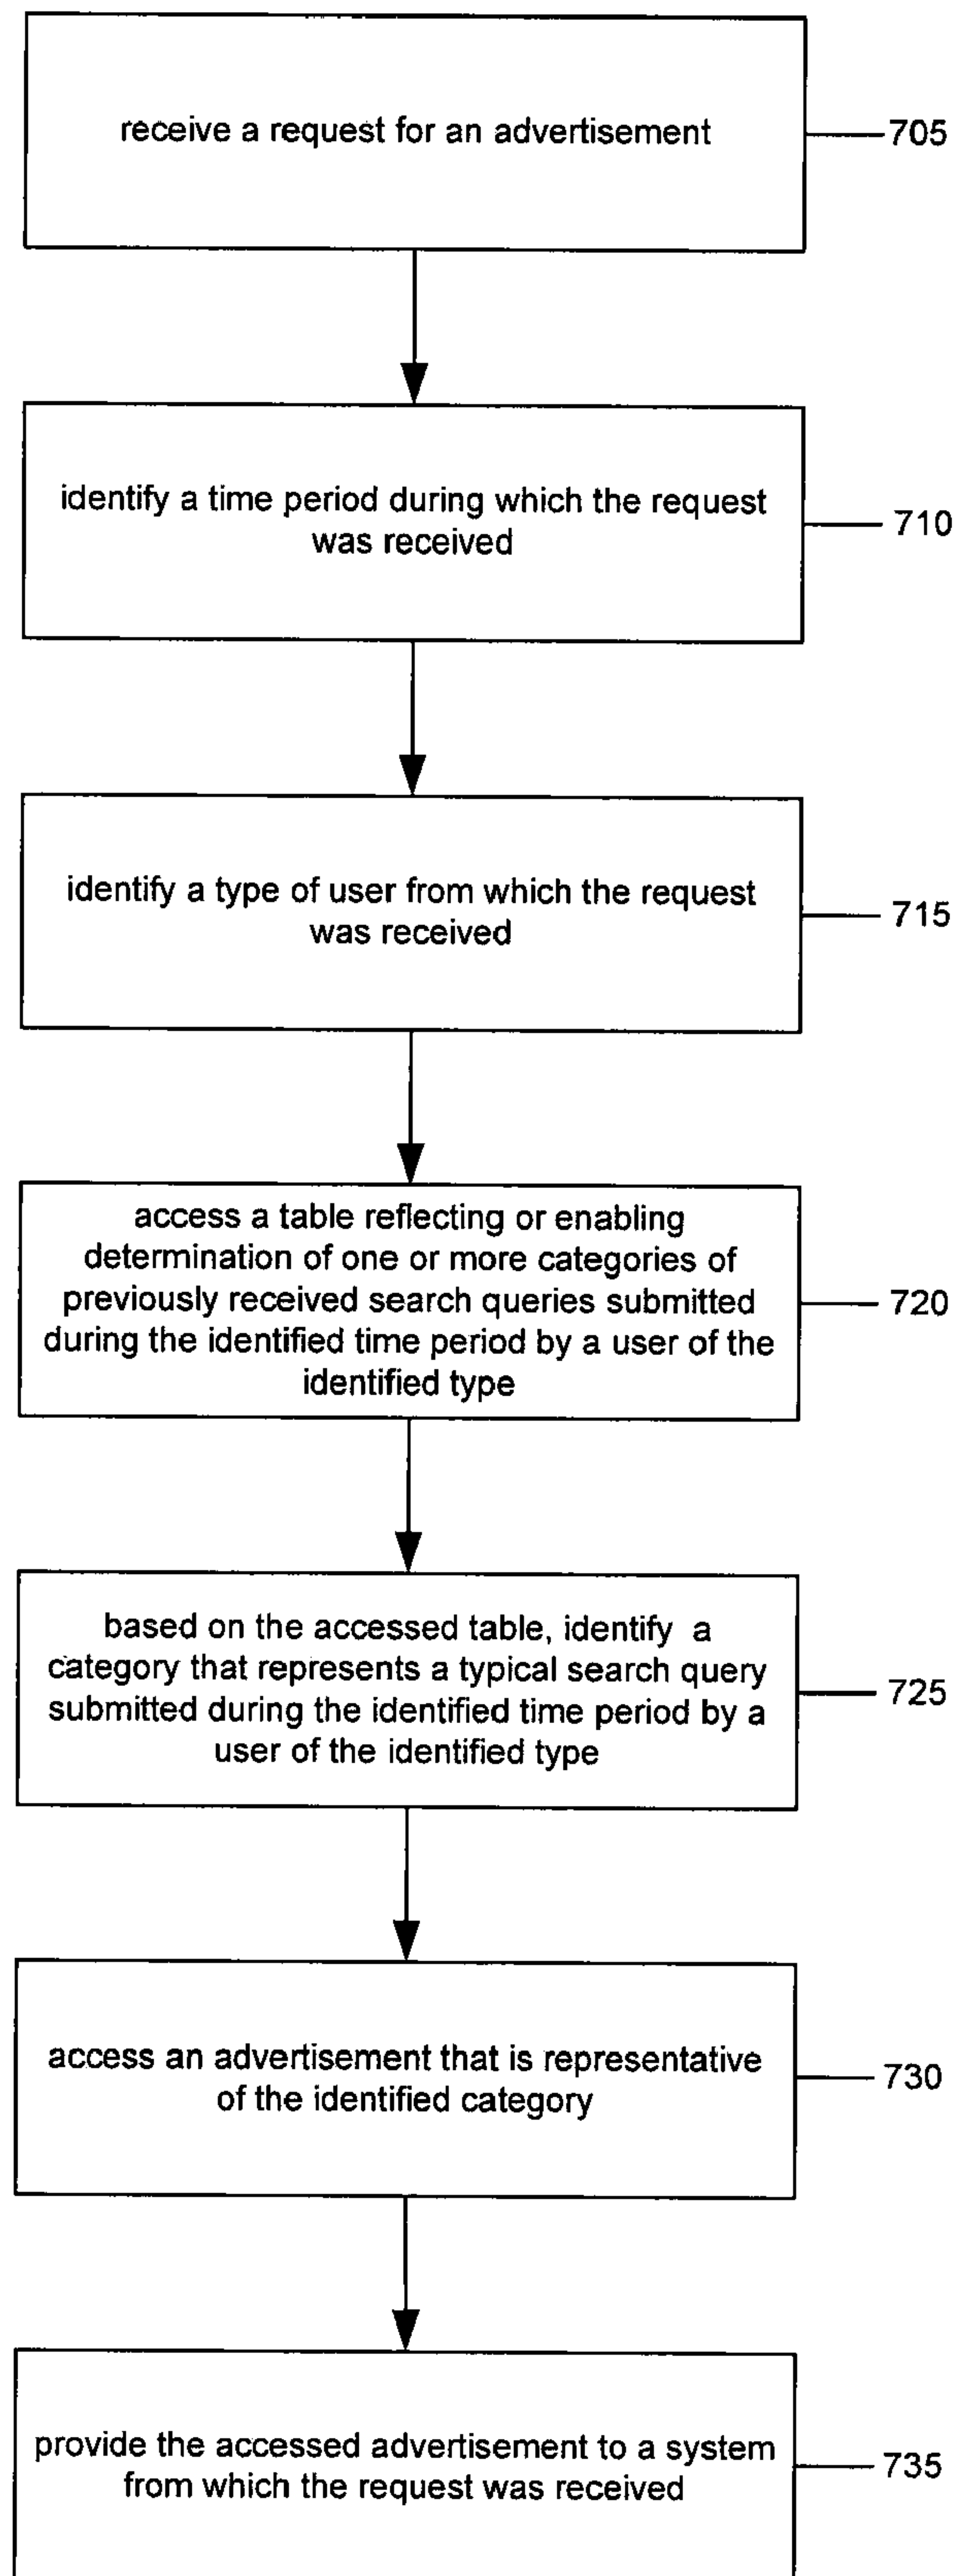 receive a request for an advertisement
705
identify a time period during which the request
was received
710
identify a type of user from which the request
was received
715
access a table reflecting or enabling
determination of one or more categories of
previously received search queries submitted
during the identified time period by a user of the
identified type
720
based on the accessed table, identify a
category that represents a typical search query
submitted during the identified time period by a
user of the identified type
725
access an advertisement that is representative
of the identified category
730
provide the accessed advertisement to a system
from which the request was received
735